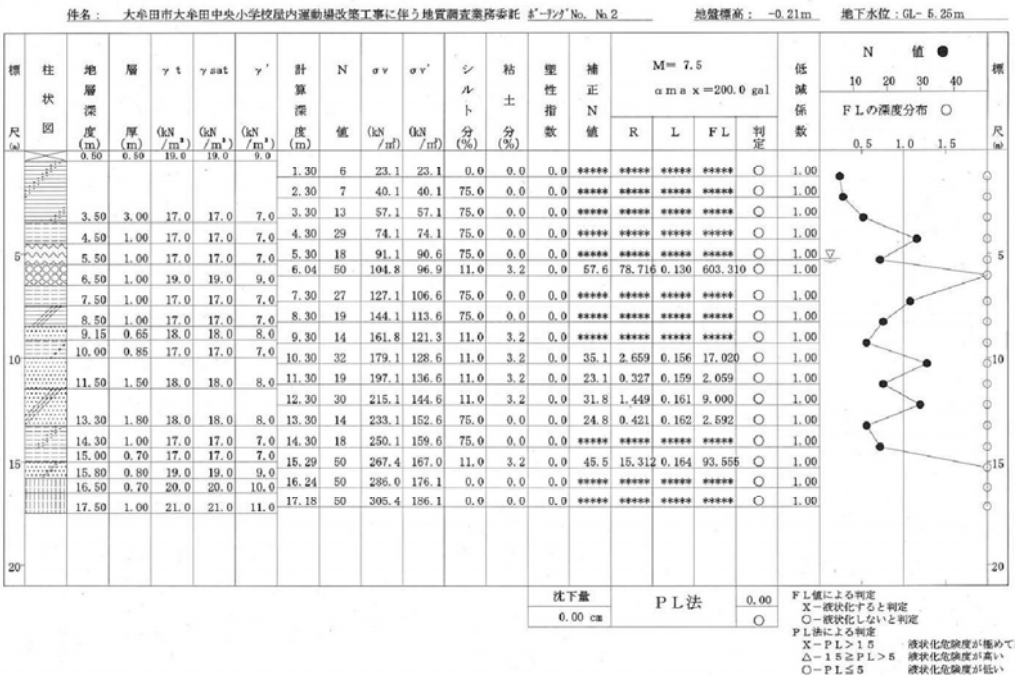 件名： 大牟田市大牟田中央小学校屋内運動場改築工事に伴う地質調査業務委託 ボーリングNo. No.2 地盤標高： -0.21m 地下水位：GL- 5.25m
標尺(m) 柱状図 地層深度(m) 層厚(m) γt(kN/m³) γsat(kN/m³) γ'(kN/m³) 計算深度(m) N値 σv(kN/㎡) σv'(kN/㎡) シルト分(%) 粘土分(%) 塑性指数 補正N値 M= 7.5 αmax=200.0 gal R L FL 判定 低減係数 N 値 ● 10 20 30 40 FLの深度分布 ○ 0.5 1.0 1.5 標尺(m)
0.50 0.50 19.0 19.0 9.0
1.30 6 23.1 23.1 0.0 0.0 0.0 ***** ***** ***** ***** ○ 1.00
2.30 7 40.1 40.1 75.0 0.0 0.0 ***** ***** ***** ***** ○ 1.00
3.50 3.00 17.0 17.0 7.0 3.30 13 57.1 57.1 75.0 0.0 0.0 ***** ***** ***** ***** ○ 1.00
4.50 1.00 17.0 17.0 7.0 4.30 29 74.1 74.1 75.0 0.0 0.0 ***** ***** ***** ***** ○ 1.00
5 5.50 1.00 17.0 17.0 7.0 5.30 18 91.1 90.6 75.0 0.0 0.0 ***** ***** ***** ***** ○ 1.00 5
6.50 1.00 19.0 19.0 9.0 6.04 50 104.8 96.9 11.0 3.2 0.0 57.6 78.716 0.130 603.310 ○ 1.00
7.50 1.00 17.0 17.0 7.0 7.30 27 127.1 106.6 75.0 0.0 0.0 ***** ***** ***** ***** ○ 1.00
8.50 1.00 17.0 17.0 7.0 8.30 19 144.1 113.6 75.0 0.0 0.0 ***** ***** ***** ***** ○ 1.00
9.15 0.65 18.0 18.0 8.0 9.30 14 161.8 121.3 11.0 3.2 0.0 ***** ***** ***** ***** ○ 1.00
10 10.00 0.85 17.0 17.0 7.0 10.30 32 179.1 128.6 11.0 3.2 0.0 35.1 2.659 0.156 17.020 ○ 1.00 10
11.50 1.50 18.0 18.0 8.0 11.30 19 197.1 136.6 11.0 3.2 0.0 23.1 0.327 0.159 2.059 ○ 1.00
12.30 30 215.1 144.6 11.0 3.2 0.0 31.8 1.449 0.161 9.000 ○ 1.00
13.30 1.80 18.0 18.0 8.0 13.30 14 233.1 152.6 75.0 0.0 0.0 24.8 0.421 0.162 2.592 ○ 1.00
14.30 1.00 17.0 17.0 7.0 14.30 18 250.1 159.6 75.0 0.0 0.0 ***** ***** ***** ***** ○ 1.00
15 15.00 0.70 17.0 17.0 7.0 15.29 50 267.4 167.0 11.0 3.2 0.0 45.5 15.312 0.164 93.555 ○ 1.00 15
15.80 0.80 19.0 19.0 9.0
16.50 0.70 20.0 20.0 10.0 16.24 50 286.0 176.1 0.0 0.0 0.0 ***** ***** ***** ***** ○ 1.00
17.50 1.00 21.0 21.0 11.0 17.18 50 305.4 186.1 0.0 0.0 0.0 ***** ***** ***** ***** ○ 1.00
20 20
沈下量 PL法 0.00
0.00 cm ○
FL値による判定
X－液状化すると判定
○－液状化しないと判定
PL法による判定
X－PL＞15 液状化危険度が極めて
△－15≧PL＞5 液状化危険度が高い
○－PL≦5 液状化危険度が低い